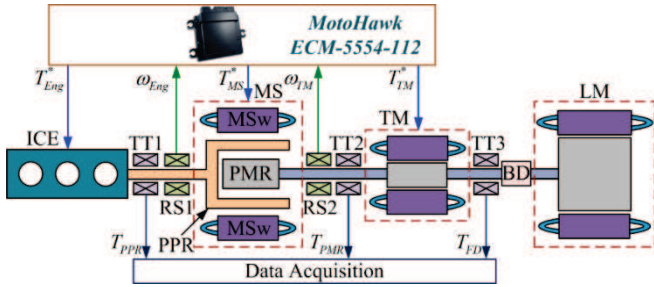 MotoHawk
ECM-5554-112
T*Eng
ωEng
T*MS
ωTM
T*TM
MS
LM
ICE
TT1
MSw
TM
TT2
TT3
PMR
BD
RS1
RS2
MSw
PPR
TPPR
TPMR
TFD
Data Acquisition